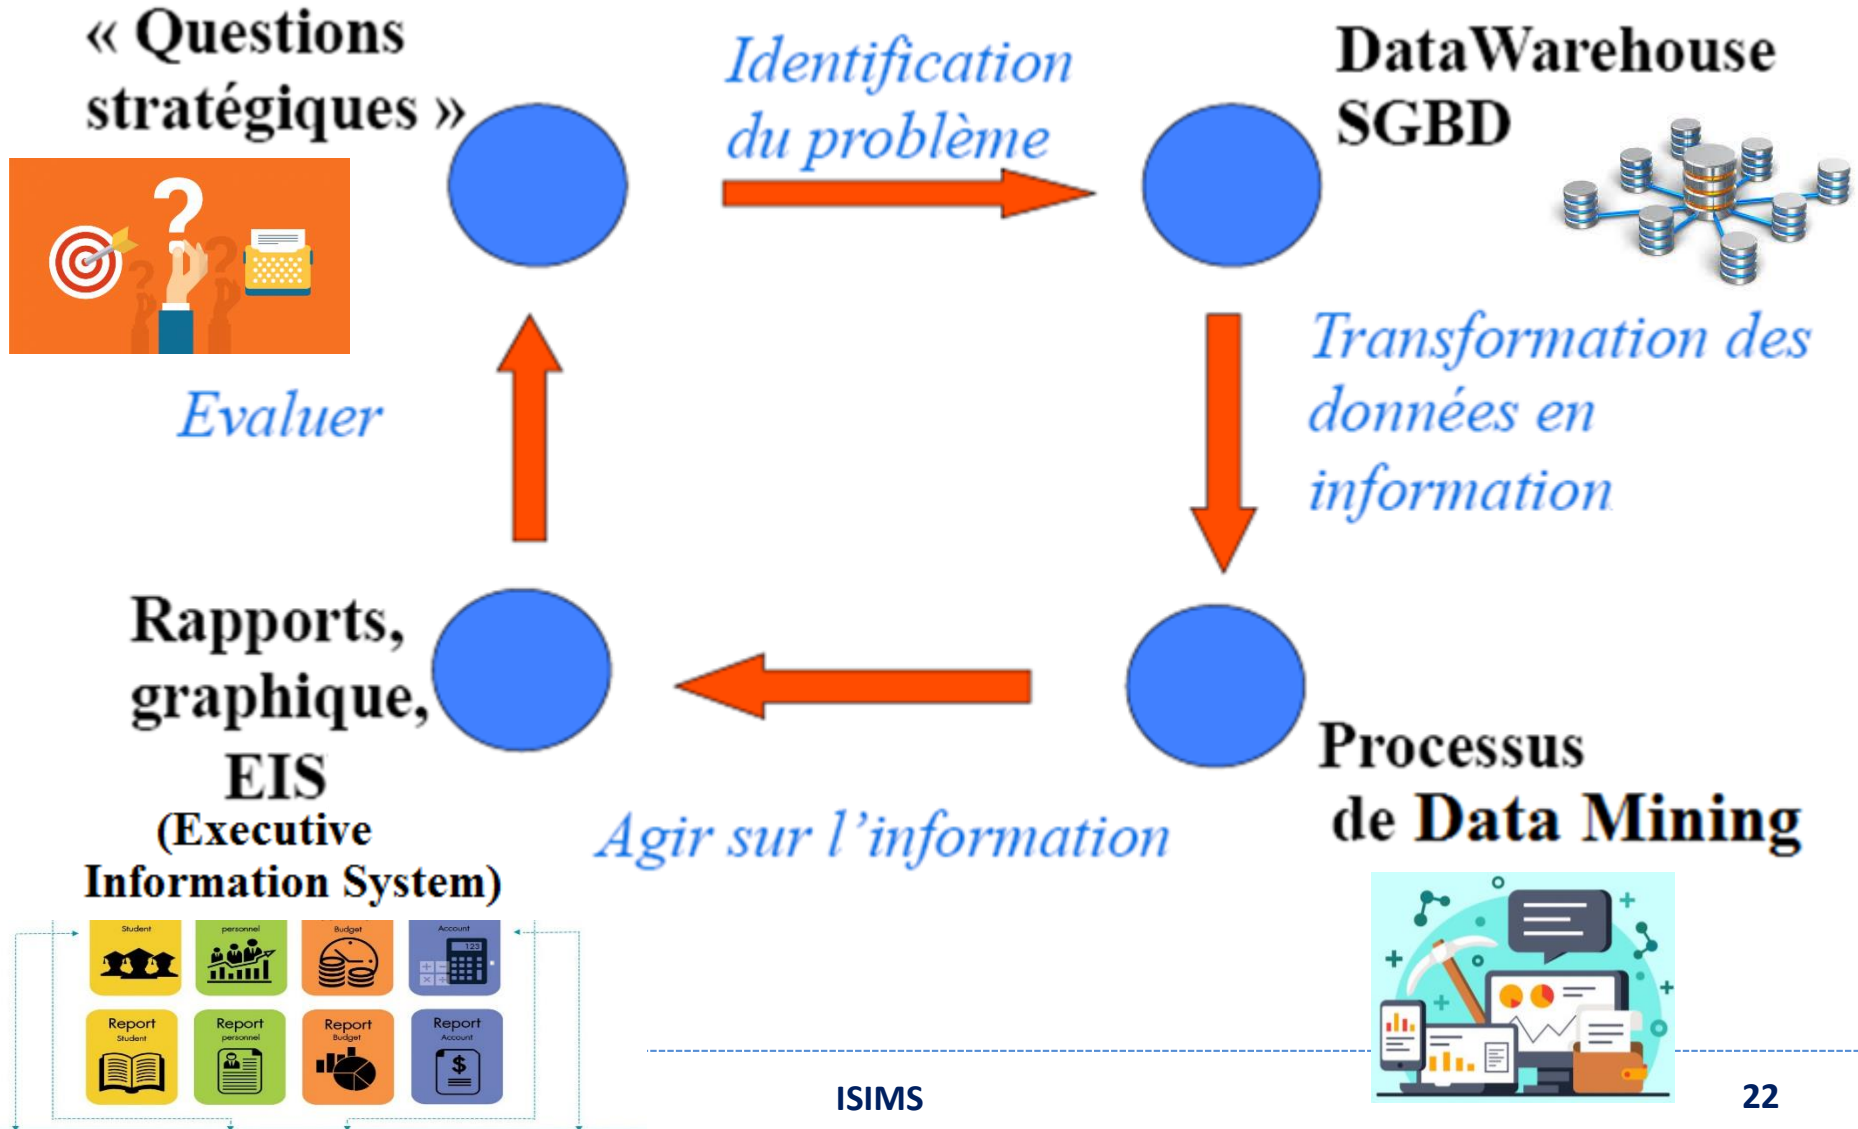 « Questions
stratégiques »
Identification
du problème
DataWarehouse
SGBD
?
Evaluer
Transformation des
données en
information
Rapports,
graphique,
EIS
(Executive
Information System)
Agir sur l’information
Processus
de Data Mining
Student
personnel
Budget
Account
123
Report
Student
Report
personnel
Report
Budget
Report
Account
$
ISIMS
22